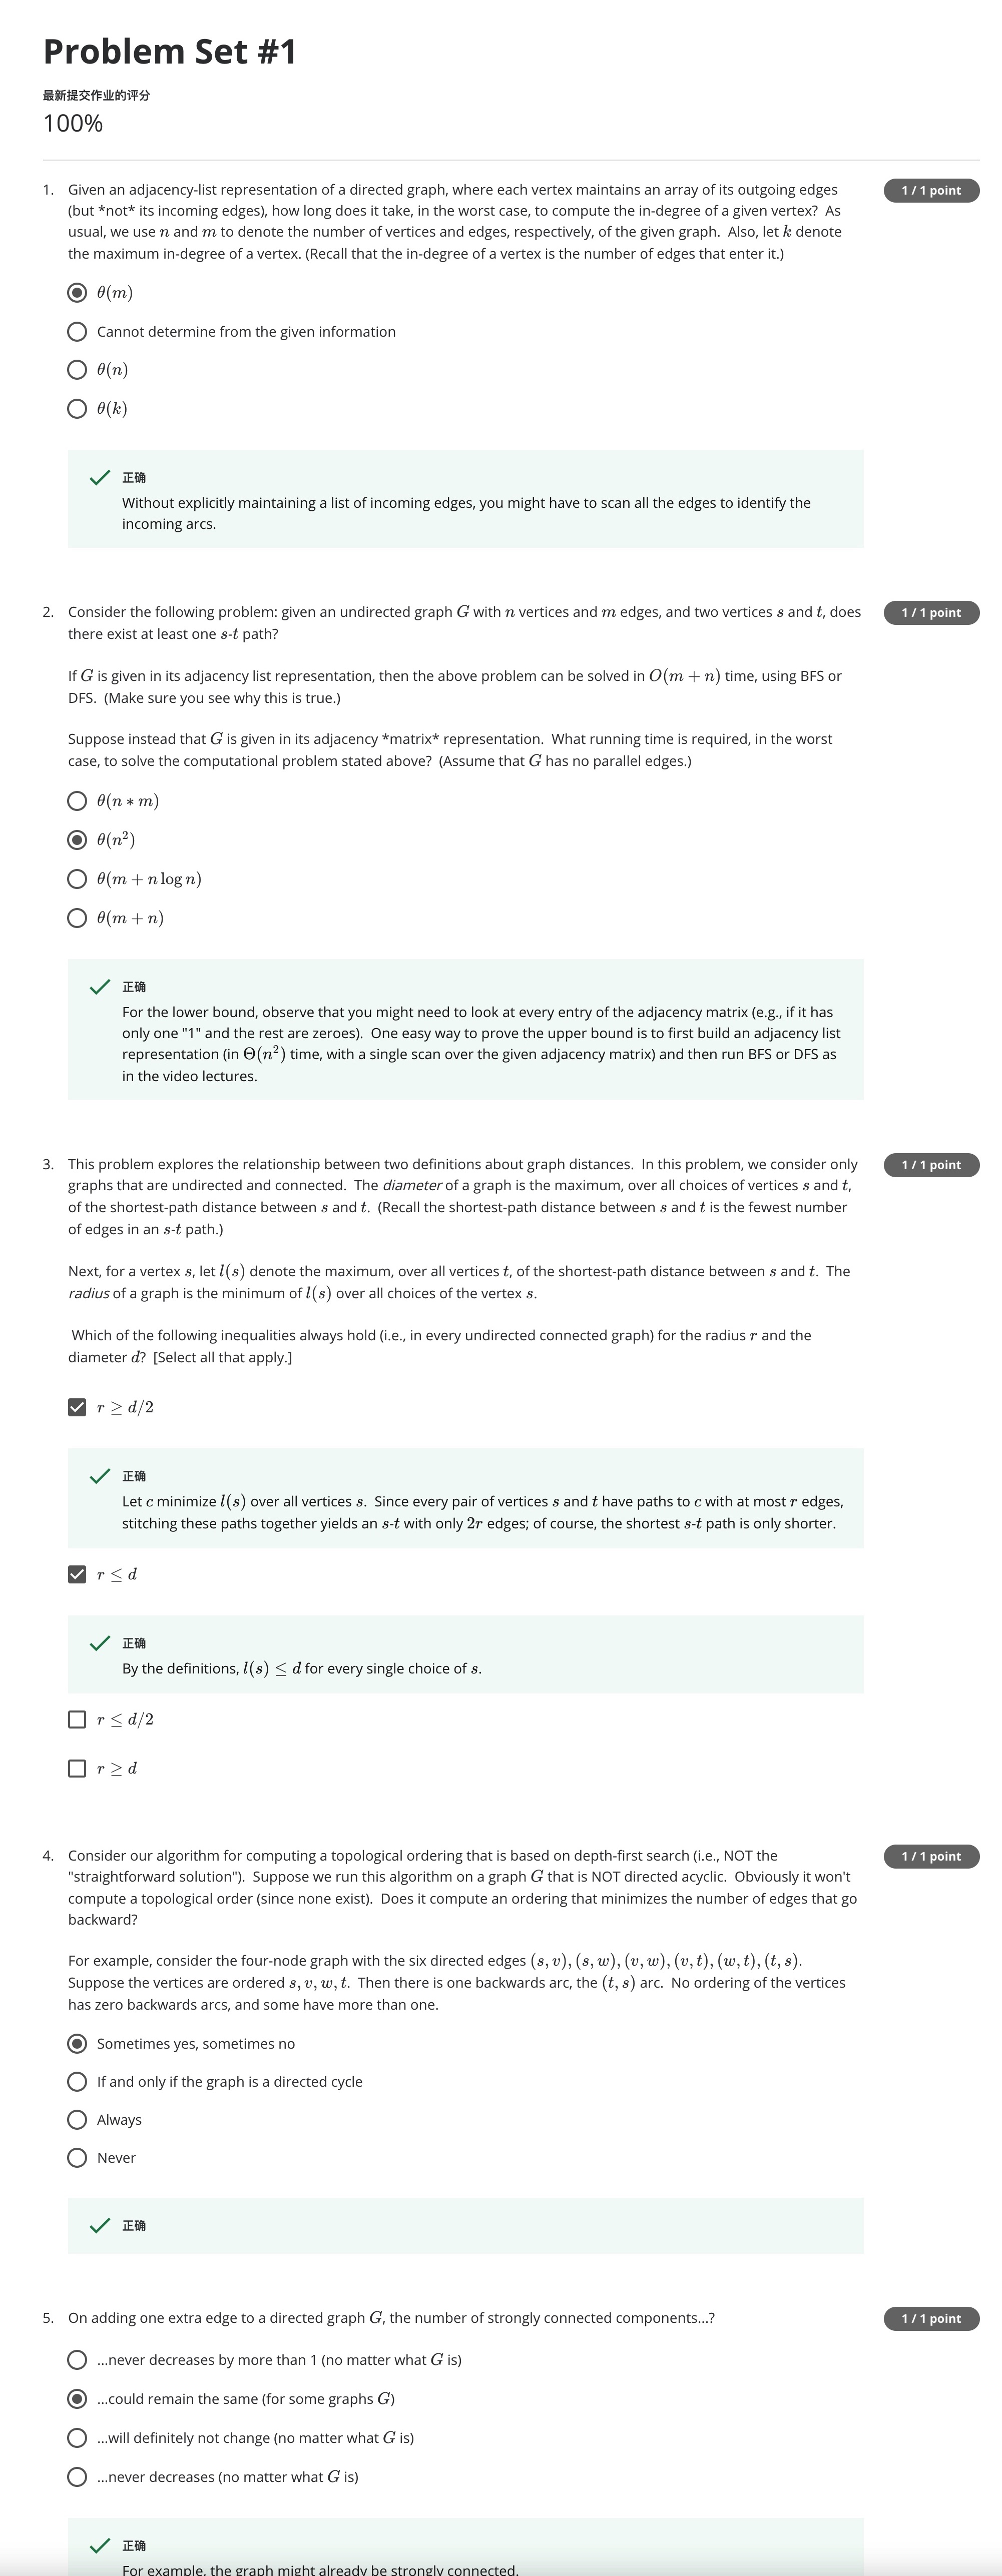 Problem Set #1
最新提交作业的评分
100%
1. Given an adjacency-list representation of a directed graph, where each vertex maintains an array of its outgoing edges
(but *not* its incoming edges), how long does it take, in the worst case, to compute the in-degree of a given vertex? As
usual, we use n and m to denote the number of vertices and edges, respectively, of the given graph. Also, let k denote
the maximum in-degree of a vertex. (Recall that the in-degree of a vertex is the number of edges that enter it.)
1 / 1 point
θ(m)
Cannot determine from the given information
θ(n)
θ(k)
正确
Without explicitly maintaining a list of incoming edges, you might have to scan all the edges to identify the
incoming arcs.
2. Consider the following problem: given an undirected graph G with n vertices and m edges, and two vertices s and t, does
there exist at least one s-t path?
1 / 1 point
If G is given in its adjacency list representation, then the above problem can be solved in O(m + n) time, using BFS or
DFS. (Make sure you see why this is true.)
Suppose instead that G is given in its adjacency *matrix* representation. What running time is required, in the worst
case, to solve the computational problem stated above? (Assume that G has no parallel edges.)
θ(n ∗ m)
θ(n²)
θ(m + n log n)
θ(m + n)
正确
For the lower bound, observe that you might need to look at every entry of the adjacency matrix (e.g., if it has
only one "1" and the rest are zeroes). One easy way to prove the upper bound is to first build an adjacency list
representation (in Θ(n²) time, with a single scan over the given adjacency matrix) and then run BFS or DFS as
in the video lectures.
3. This problem explores the relationship between two definitions about graph distances. In this problem, we consider only
graphs that are undirected and connected. The diameter of a graph is the maximum, over all choices of vertices s and t,
of the shortest-path distance between s and t. (Recall the shortest-path distance between s and t is the fewest number
of edges in an s-t path.)
1 / 1 point
Next, for a vertex s, let l(s) denote the maximum, over all vertices t, of the shortest-path distance between s and t. The
radius of a graph is the minimum of l(s) over all choices of the vertex s.
Which of the following inequalities always hold (i.e., in every undirected connected graph) for the radius r and the
diameter d? [Select all that apply.]
r ≥ d/2
正确
Let c minimize l(s) over all vertices s. Since every pair of vertices s and t have paths to c with at most r edges,
stitching these paths together yields an s-t with only 2r edges; of course, the shortest s-t path is only shorter.
r ≤ d
正确
By the definitions, l(s) ≤ d for every single choice of s.
r ≤ d/2
r ≥ d
4. Consider our algorithm for computing a topological ordering that is based on depth-first search (i.e., NOT the
"straightforward solution"). Suppose we run this algorithm on a graph G that is NOT directed acyclic. Obviously it won't
compute a topological order (since none exist). Does it compute an ordering that minimizes the number of edges that go
backward?
1 / 1 point
For example, consider the four-node graph with the six directed edges (s, v), (s, w), (v, w), (v, t), (w, t), (t, s).
Suppose the vertices are ordered s, v, w, t. Then there is one backwards arc, the (t, s) arc. No ordering of the vertices
has zero backwards arcs, and some have more than one.
Sometimes yes, sometimes no
If and only if the graph is a directed cycle
Always
Never
正确
5. On adding one extra edge to a directed graph G, the number of strongly connected components...?
1 / 1 point
...never decreases by more than 1 (no matter what G is)
...could remain the same (for some graphs G)
...will definitely not change (no matter what G is)
...never decreases (no matter what G is)
正确
For example, the graph might already be strongly connected.